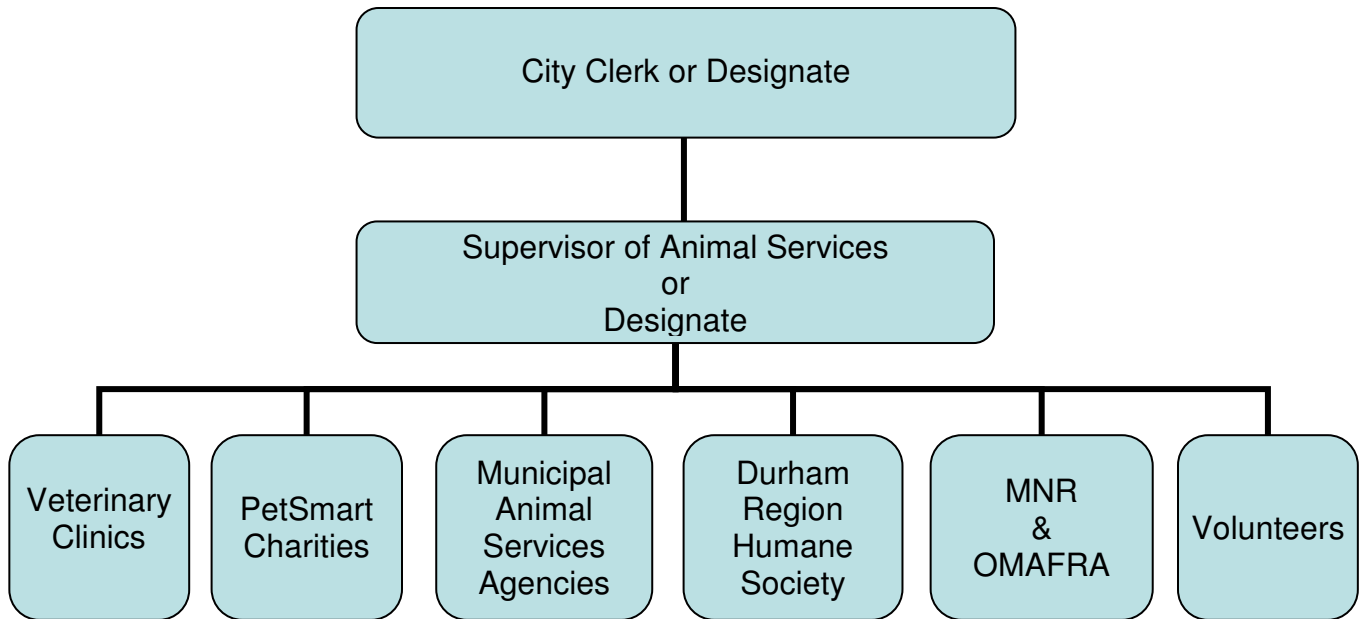 City Clerk or Designate
Supervisor of Animal Services
or
Designate
Veterinary
Clinics
PetSmart
Charities
Municipal
Animal
Services
Agencies
Durham
Region
Humane
Society
MNR
&
OMAFRA
Volunteers